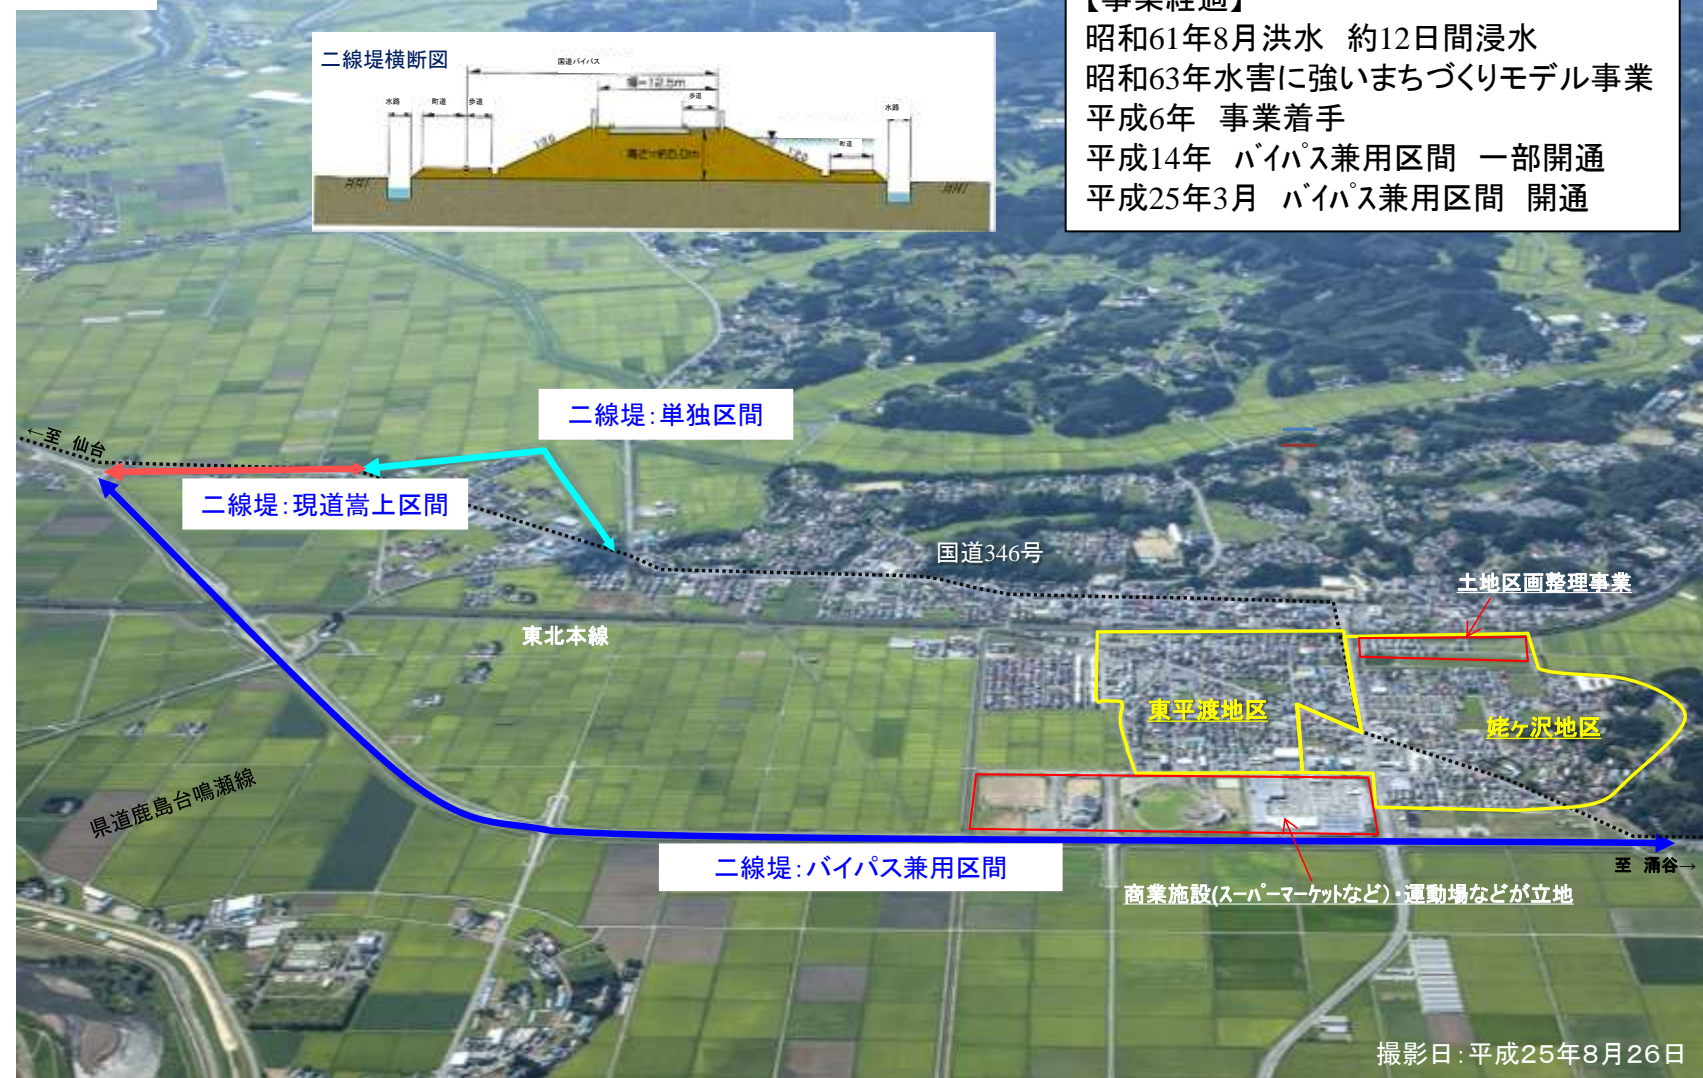 【事業経過】
昭和61年8月洪水　約12日間浸水
昭和63年水害に強いまちづくりモデル事業
平成6年　事業着手
平成14年　バイパス兼用区間　一部開通
平成25年3月　バイパス兼用区間　開通
二線堤横断図
国道バイパス
幅=12.5m
歩道
水路
町道
歩道
水路
1:2.0
高さ=約5.0m
1:2.0
町道
二線堤:単独区間
←至　仙台
二線堤:現道嵩上区間
国道346号
土地区画整理事業
東北本線
東平渡地区
姥ヶ沢地区
県道鹿島台鳴瀬線
二線堤:バイパス兼用区間
至　涌谷→
商業施設(スーパーマーケットなど)・運動場などが立地
撮影日:平成25年8月26日